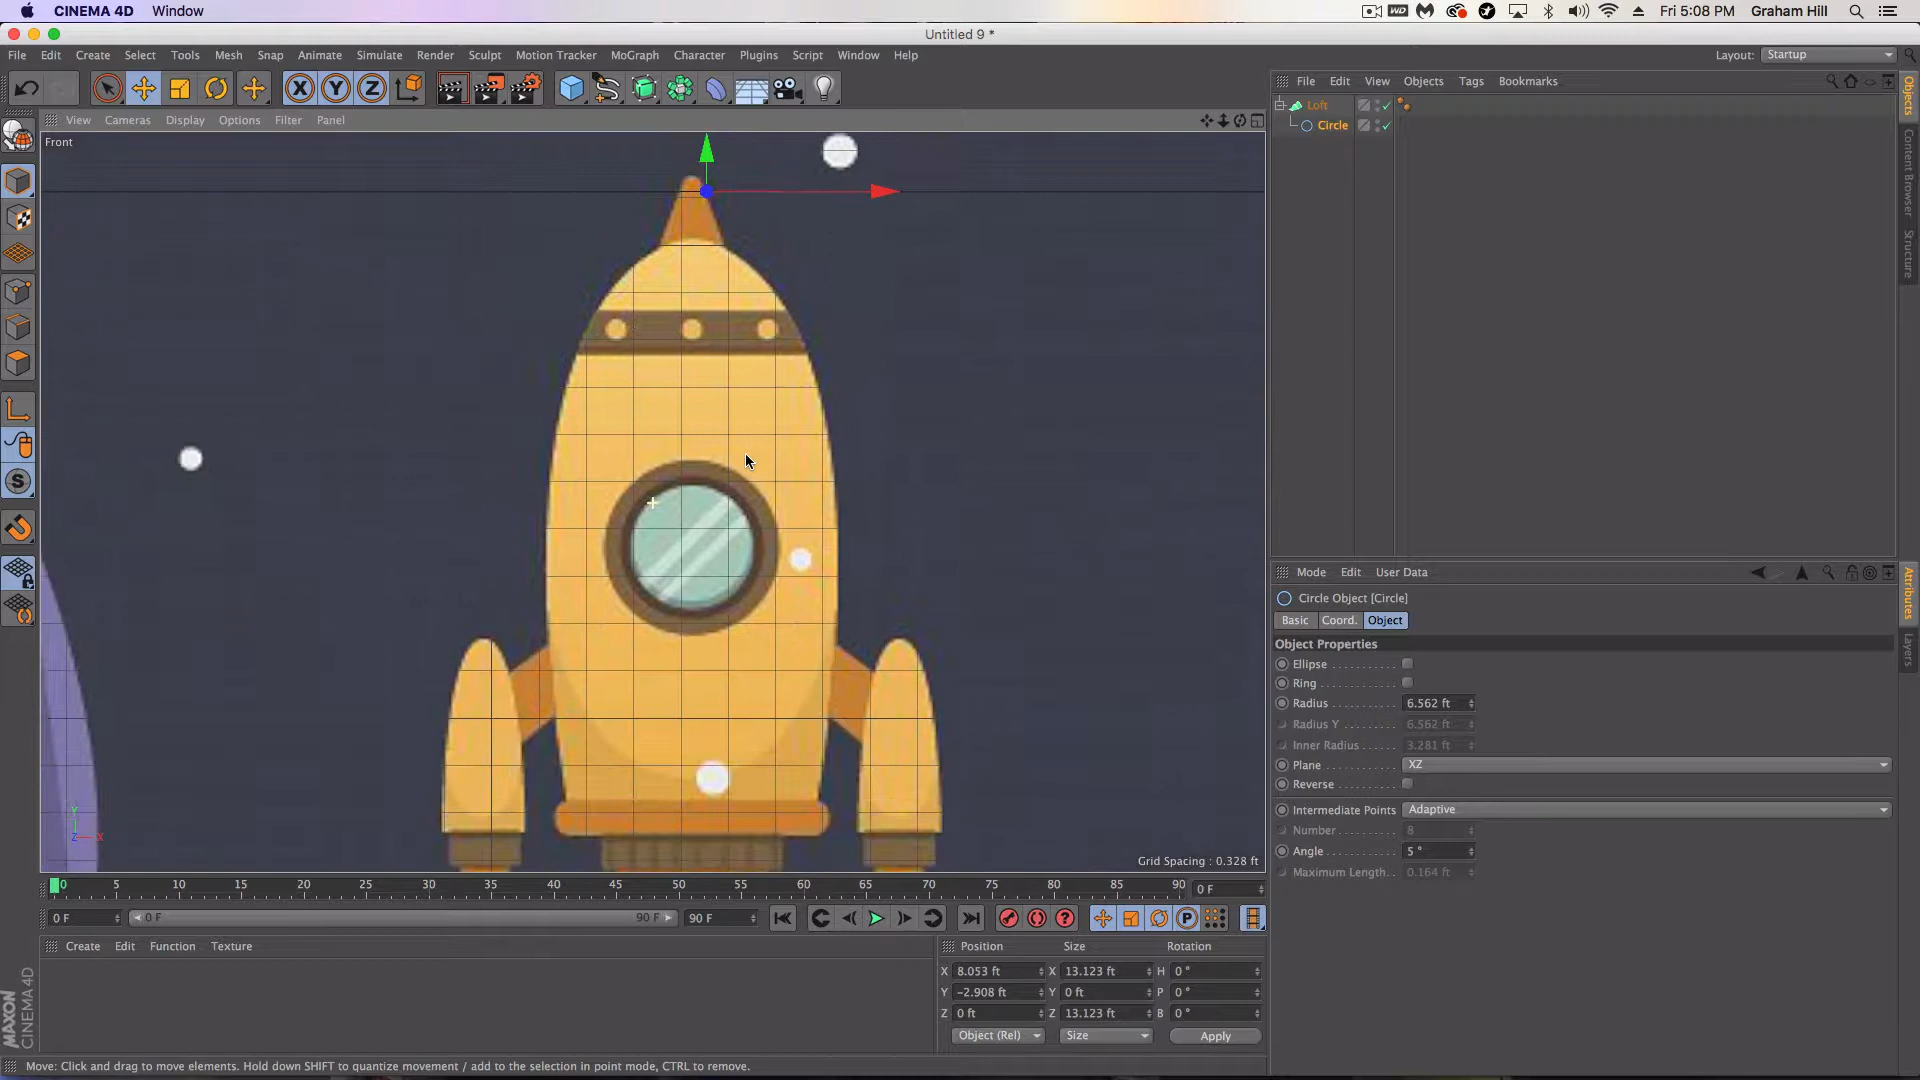 CINEMA 4D Window
Fri 5:08 PM Graham Hill
Untitled 9 *
File Edit Create Select Tools Mesh Snap Animate Simulate Render Sculpt Motion Tracker MoGraph Character Plugins Script Window Help
Layout: Startup
X Y Z
File Edit View Objects Tags Bookmarks
Loft
Circle
Objects
Content Browser
Structure
View Cameras Display Options Filter Panel
Front
S
Y
Z X
Grid Spacing : 0.328 ft
Mode Edit User Data
Circle Object [Circle]
Basic Coord. Object
Object Properties
Ellipse
Ring
Radius 6.562 ft
Radius Y 6.562 ft
Inner Radius 3.281 ft
Plane XZ
Reverse
Intermediate Points Adaptive
Number 8
Angle 5 °
Maximum Length 0.164 ft
Attributes
Layers
0 5 10 15 20 25 30 35 40 45 50 55 60 65 70 75 80 85 90 0 F
0 F 0 F 90 F 90 F
P
Create Edit Function Texture
Position Size Rotation
X 8.053 ft X 13.123 ft H 0 °
Y -2.908 ft Y 0 ft P 0 °
Z 0 ft Z 13.123 ft B 0 °
Object (Rel) Size Apply
MAXON CINEMA 4D
Move: Click and drag to move elements. Hold down SHIFT to quantize movement / add to the selection in point mode, CTRL to remove.